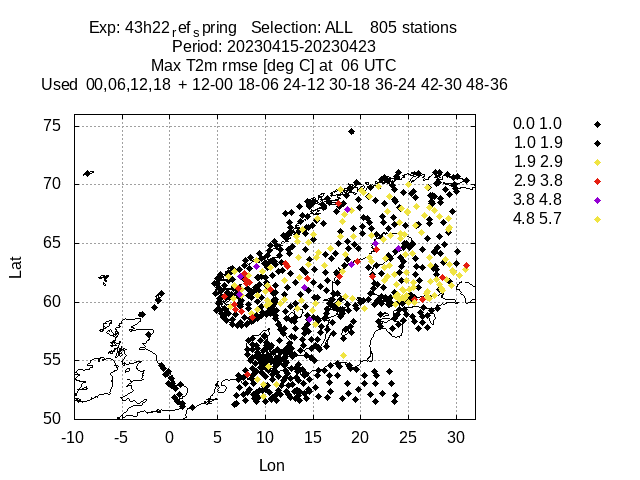 Exp: 43h22_ref_spring Selection: ALL 805 stations
Period: 20230415-20230423
Max T2m rmse [deg C] at 06 UTC
Used 00,06,12,18 + 12-00 18-06 24-12 30-18 36-24 42-30 48-36
75
70
65
60
55
50
Lat
-10 -5 0 5 10 15 20 25 30
Lon
0.0 1.0
1.0 1.9
1.9 2.9
2.9 3.8
3.8 4.8
4.8 5.7